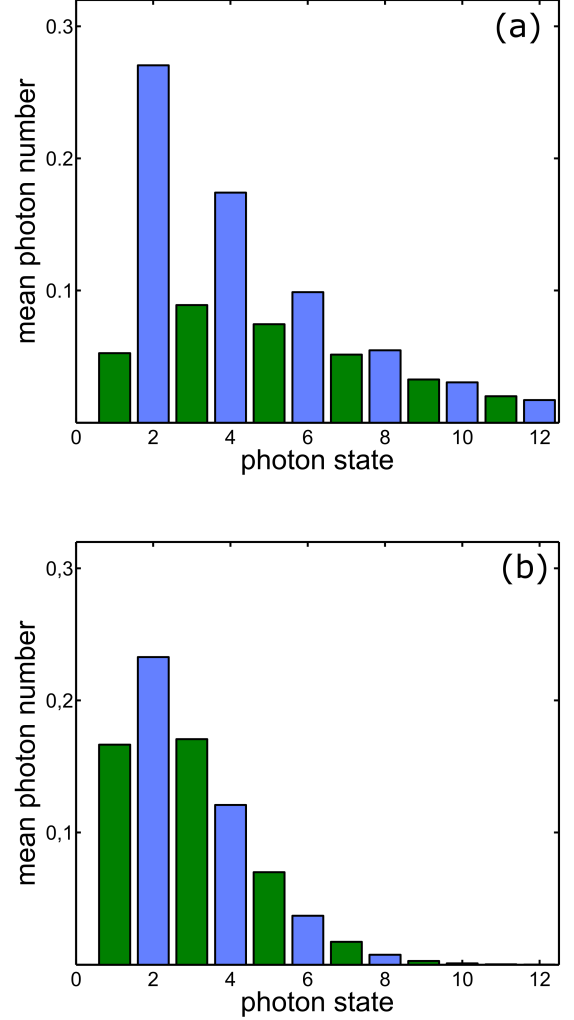 (a)
0.3
0.2
0.1
mean photon number
0 2 4 6 8 10 12
photon state
(b)
0,3
0,2
0,1
mean photon number
0 2 4 6 8 10 12
photon state